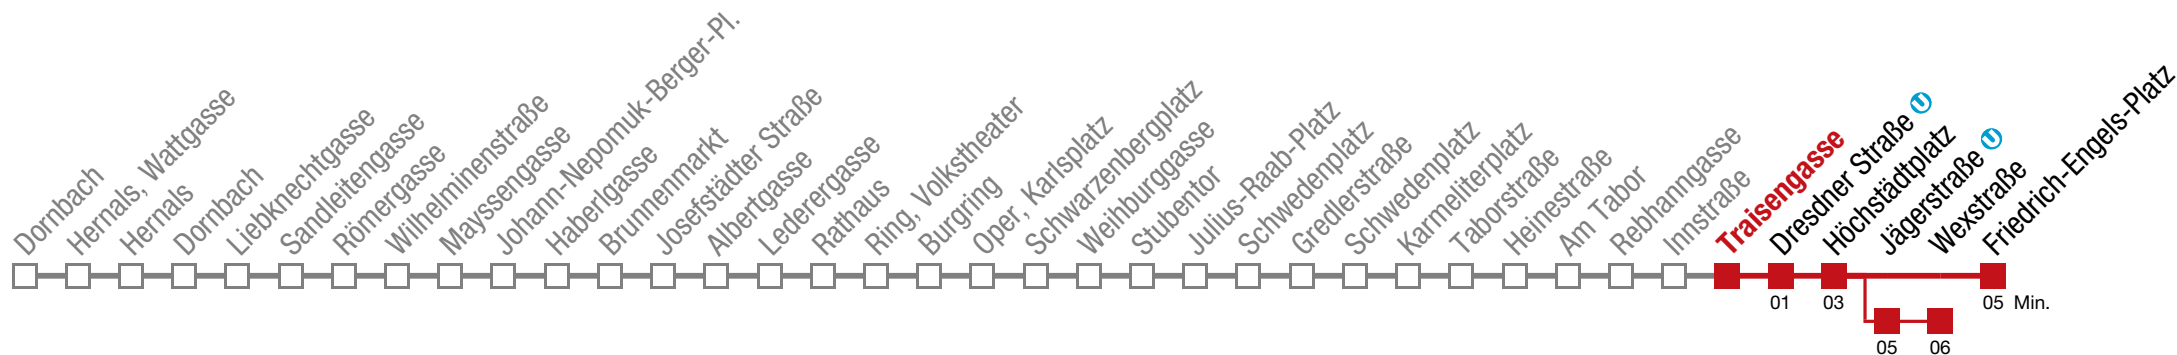 Dornbach
Hernals, Wattgasse
Hernals
Dornbach
Liebknechtgasse
Sandleitengasse
Römergasse
Wilhelminenstraße
Mayssengasse
Johann-Nepomuk-Berger-Pl.
Haberlgasse
Brunnenmarkt
Josefstädter Straße
Albertgasse
Lederergasse
Rathaus
Ring, Volkstheater
Burgring
Oper, Karlsplatz
Schwarzenbergplatz
Weihburggasse
Stubentor
Julius-Raab-Platz
Schwedenplatz
Gredlerstraße
Schwedenplatz
Karmeliterplatz
Taborstraße
Heinestraße
Am Tabor
Rebhanngasse
Innstraße
Traisengasse
Dresdner Straße U
Höchstädtplatz
Jägerstraße U
Wexstraße
Friedrich-Engels-Platz
01 03 05 Min.
05 06